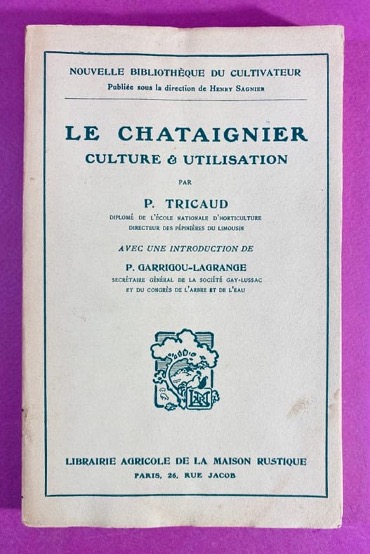 NOUVELLE BIBLIOTHÈQUE DU CULTIVATEUR
Publiée sous la direction de HENRY SAGNIER
LE CHATAIGNIER
CULTURE & UTILISATION
PAR
P. TRICAUD
DIPLOMÉ DE L'ÉCOLE NATIONALE D'HORTICULTURE
DIRECTEUR DES PÉPINIÈRES DU LIMOUSIN
AVEC UNE INTRODUCTION DE
P. GARRIGOU-LAGRANGE
SECRÉTAIRE GÉNÉRAL DE LA SOCIÉTÉ GAY-LUSSAC
ET DU CONGRÈS DE L'ARBRE ET DE L'EAU
LIBRAIRIE AGRICOLE DE LA MAISON RUSTIQUE
PARIS, 26, RUE JACOB